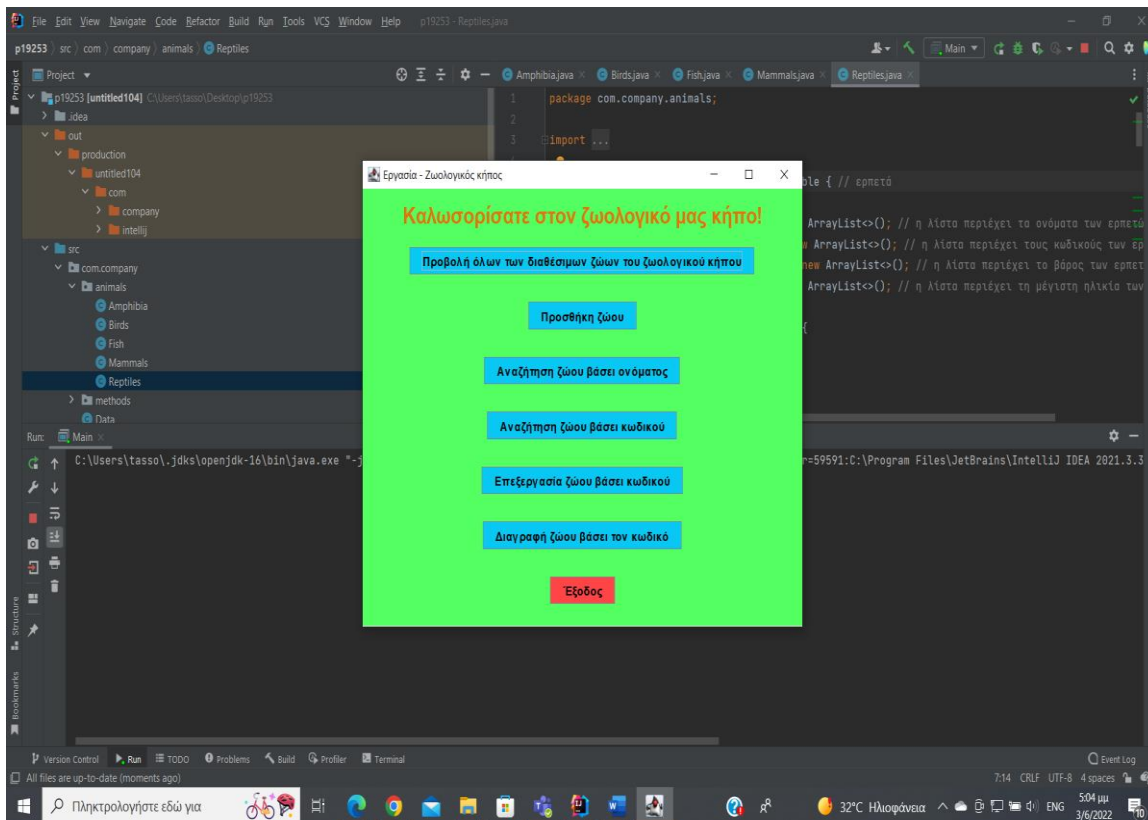 File Edit View Navigate Code Refactor Build Run Tools VCS Window Help p19253 - Reptiles.java
p19253 src com company animals Reptiles Main
Project Amphibia.java Birds.java Fish.java Mammals.java Reptiles.java
Project
p19253 [untitled104] C:\Users\tasso\Desktop\p19253
.idea
out
production
untitled104
com
company
intellij
src
com.company
animals
Amphibia
Birds
Fish
Mammals
Reptiles
methods
Data
1 package com.company.animals;
2
3 import ...
ble { // ερπετά
ArrayList<>(); // η λίστα περιέχει τα ονόματα των ερπετώ
ArrayList<>(); // η λίστα περιέχει τους κωδικούς των ερ
new ArrayList<>(); // η λίστα περιέχει το βάρος των ερπετ
ArrayList<>(); // η λίστα περιέχει τη μέγιστη ηλικία των
{
Εργασία - Ζωολογικός κήπος
Καλωσορίσατε στον ζωολογικό μας κήπο!
Προβολή όλων των διαθέσιμων ζώων του ζωολογικού κήπου
Προσθήκη ζώου
Αναζήτηση ζώου βάσει ονόματος
Αναζήτηση ζώου βάσει κωδικού
Επεξεργασία ζώου βάσει κωδικού
Διαγραφή ζώου βάσει τον κωδικό
Έξοδος
Run: Main
C:\Users\tasso\.jdks\openjdk-16\bin\java.exe "-j
r=59591:C:\Program Files\JetBrains\IntelliJ IDEA 2021.3.3
Structure
Bookmarks
Version Control Run TODO Problems Build Profiler Terminal Event Log
All files are up-to-date (moments ago) 7:14 CRLF UTF-8 4 spaces
Πληκτρολογήστε εδώ για 32°C Ηλιοφάνεια ENG
5:04 μμ
3/6/2022